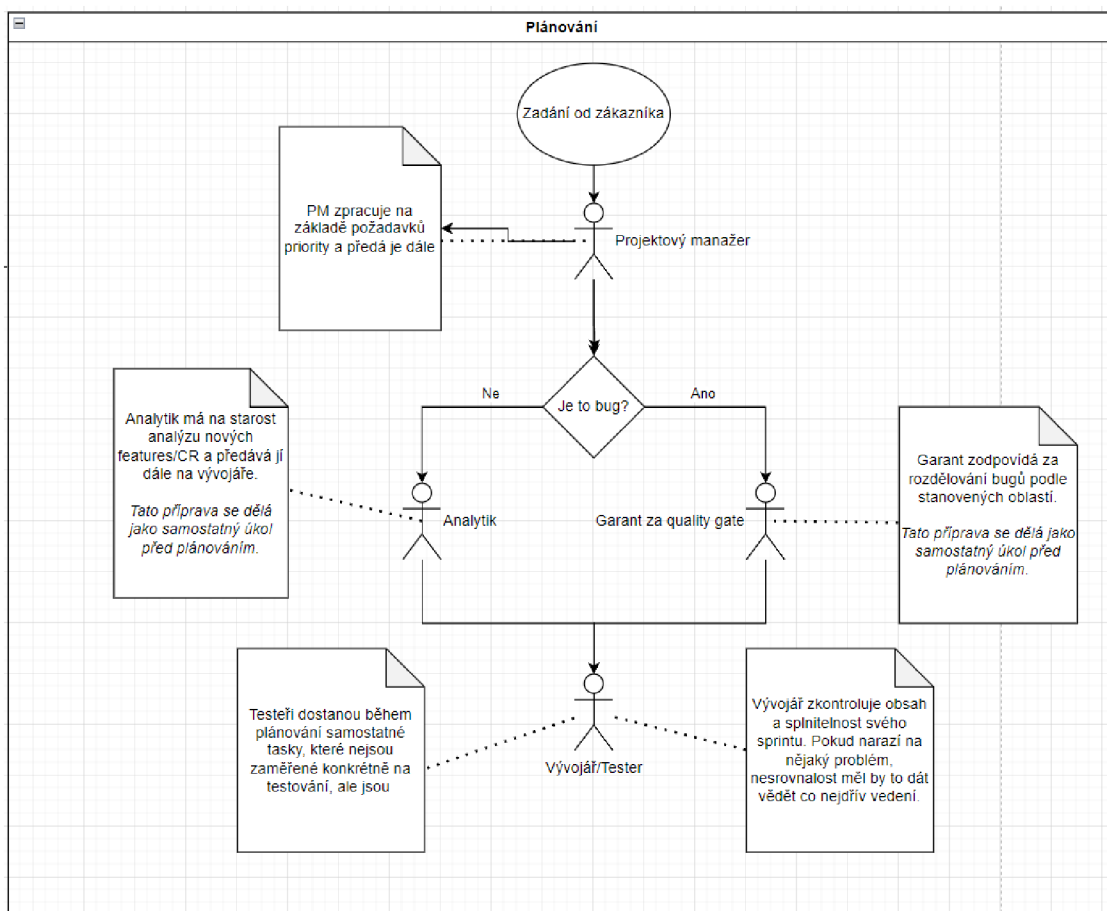 Plánování
Zadání od zákazníka
PM zpracuje na
základě požadavků
priority a předá je dále
Projektový manažer
Je to bug?
Ne
Ano
Analytik má na starost
analýzu nových
features/CR a předává jí
dále na vývojáře.
Tato příprava se dělá
jako samostatný úkol
před plánováním.
Analytik
Garant za quality gate
Garant zodpovídá za
rozdělování bugů podle
stanovených oblastí.
Tato příprava se dělá jako
samostatný úkol před
plánováním.
Testeři dostanou během
plánování samostatné
tasky, které nejsou
zaměřené konkrétně na
testování, ale jsou
Vývojář/Tester
Vývojář zkontroluje obsah
a splnitelnost svého
sprintu. Pokud narazí na
nějaký problém,
nesrovnalost měl by to dát
vědět co nejdřív vedení.